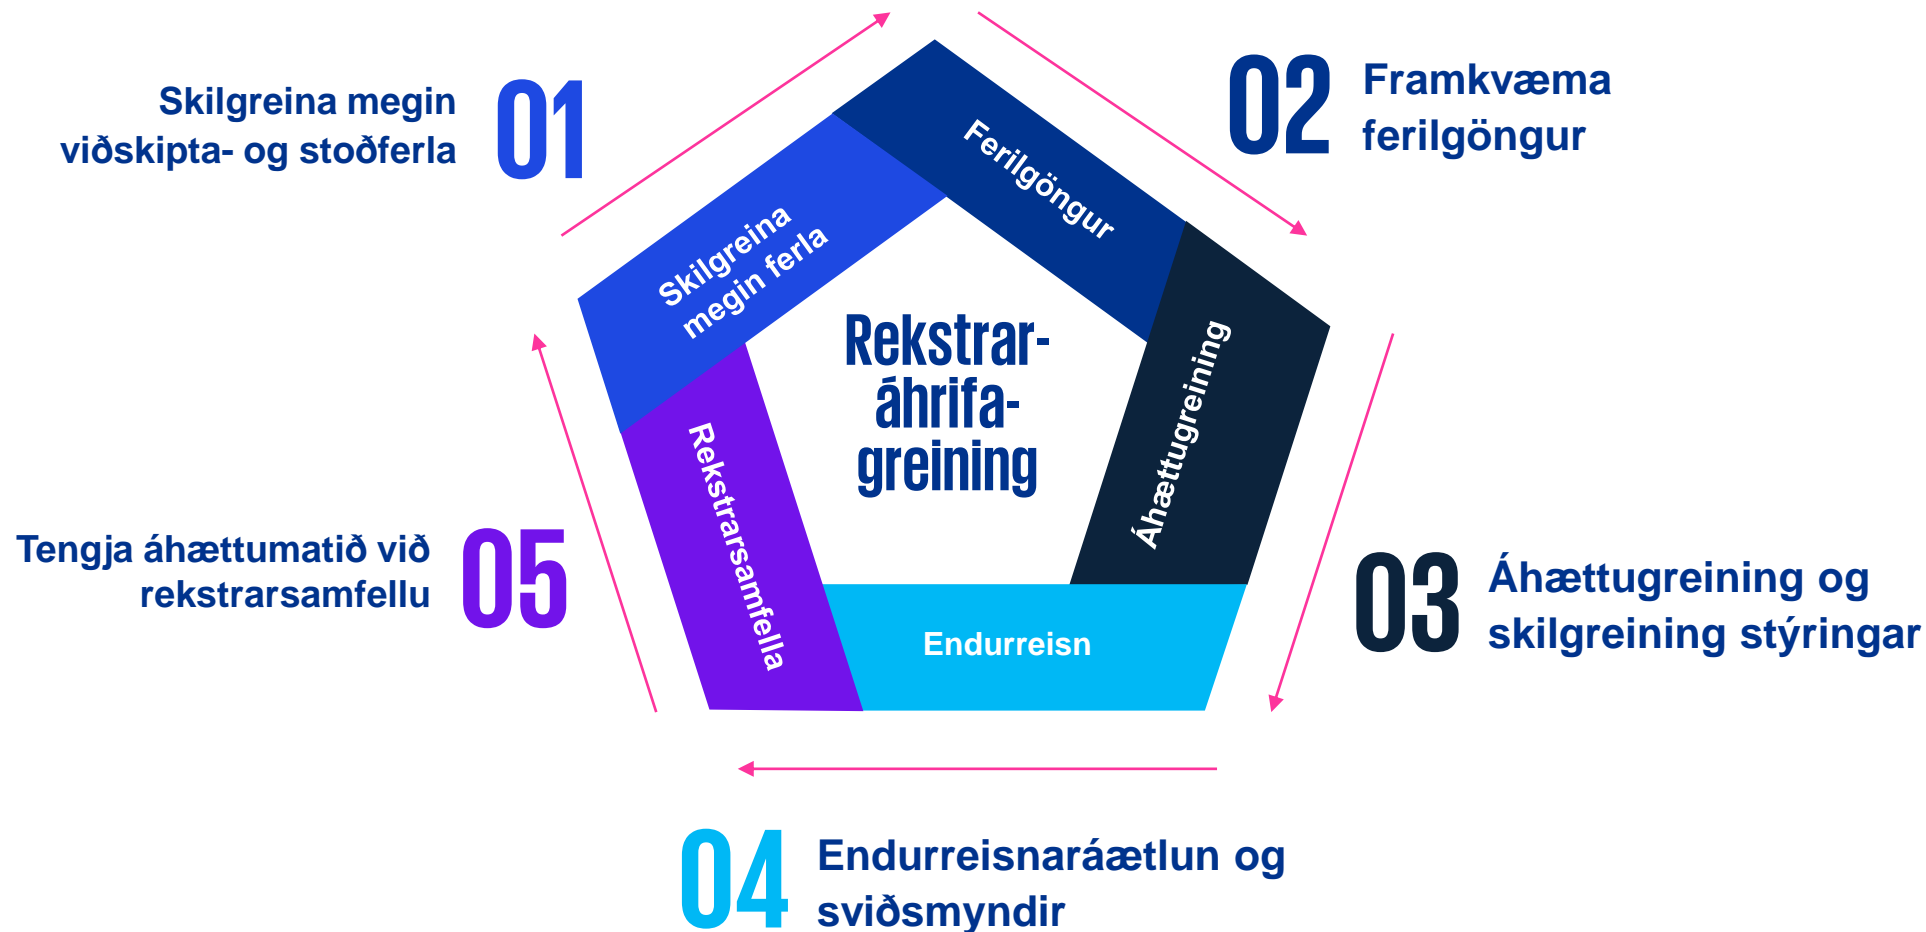 01
Skilgreina megin
viðskipta- og stoðferla
02
Framkvæma
ferilgöngur
03
Áhættugreining og
skilgreining stýringar
04
Endurreisnaráætlun og
sviðsmyndir
05
Tengja áhættumatið við
rekstrarsamfellu
Skilgreina
megin ferla
Ferilgöngur
Áhættugreining
Endurreisn
Rekstrarsamfella
Rekstrar-
áhrifa-
greining